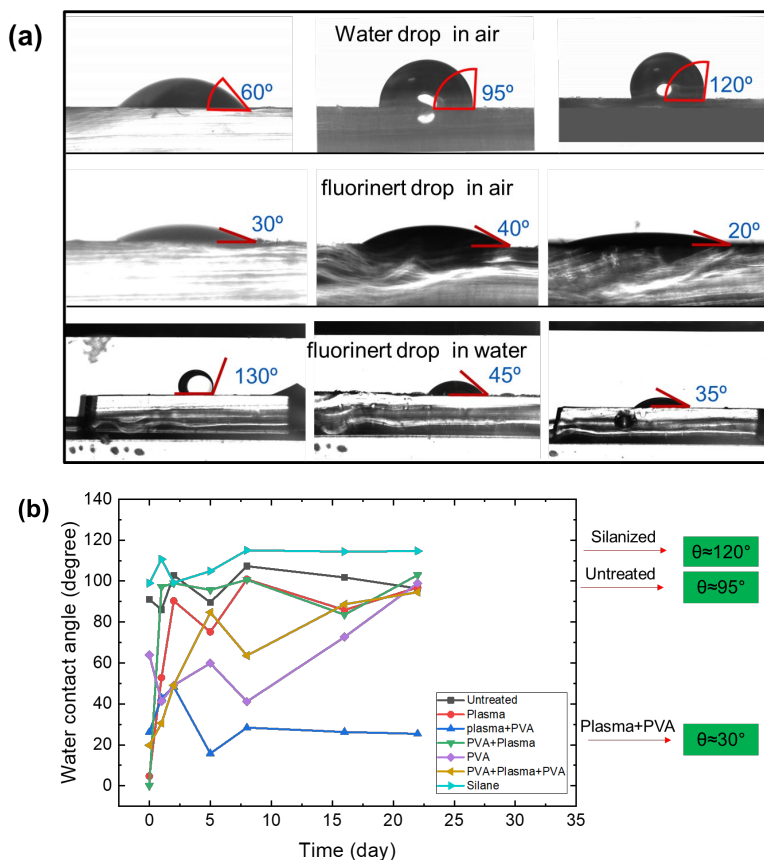 (a)
Water drop in air
60º
95º
120º
fluorinert drop in air
30º
40º
20º
fluorinert drop in water
130º
45º
35º
(b)
Water contact angle (degree)
140
120
100
80
60
40
20
0
0 5 10 15 20 25 30 35
Time (day)
Untreated
Plasma
plasma+PVA
PVA+Plasma
PVA
PVA+Plasma+PVA
Silane
Silanized
θ≈120°
Untreated
θ≈95°
Plasma+PVA
θ≈30°